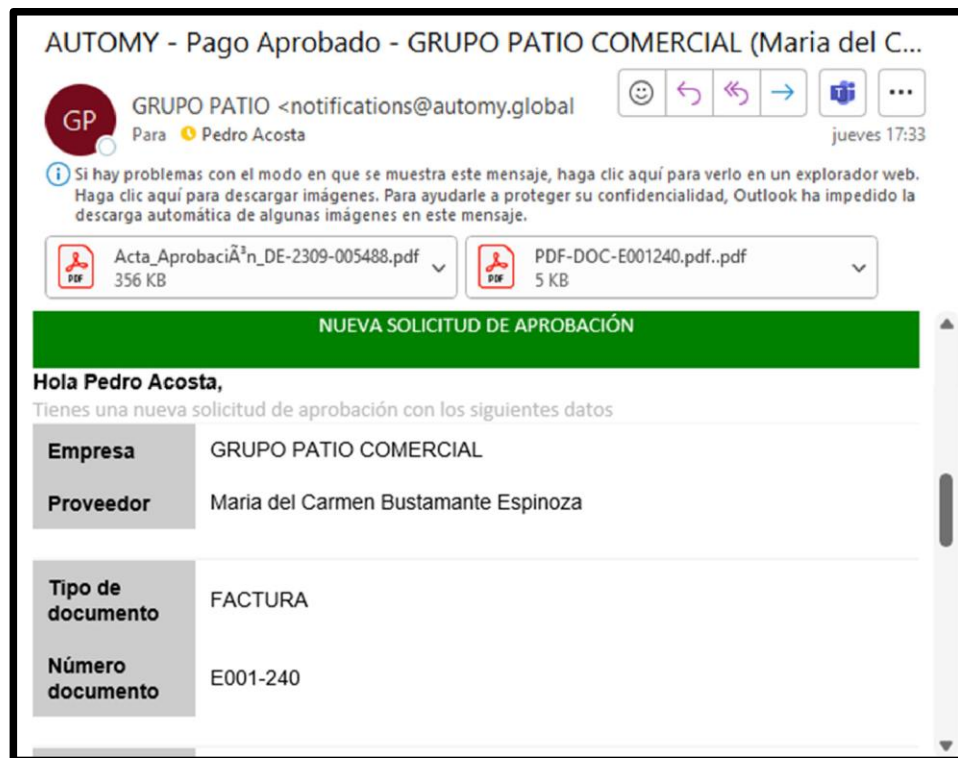 AUTOMY - Pago Aprobado - GRUPO PATIO COMERCIAL (Maria del C...
GP
GRUPO PATIO <notifications@automy.global
Para Pedro Acosta
jueves 17:33
Si hay problemas con el modo en que se muestra este mensaje, haga clic aquí para verlo en un explorador web.
Haga clic aquí para descargar imágenes. Para ayudarle a proteger su confidencialidad, Outlook ha impedido la
descarga automática de algunas imágenes en este mensaje.
Acta_AprobaciÃ³n_DE-2309-005488.pdf
356 KB
PDF-DOC-E001240.pdf..pdf
5 KB
NUEVA SOLICITUD DE APROBACIÓN
Hola Pedro Acosta,
Tienes una nueva solicitud de aprobación con los siguientes datos
Empresa GRUPO PATIO COMERCIAL
Proveedor Maria del Carmen Bustamante Espinoza
Tipo de
documento FACTURA
Número
documento E001-240